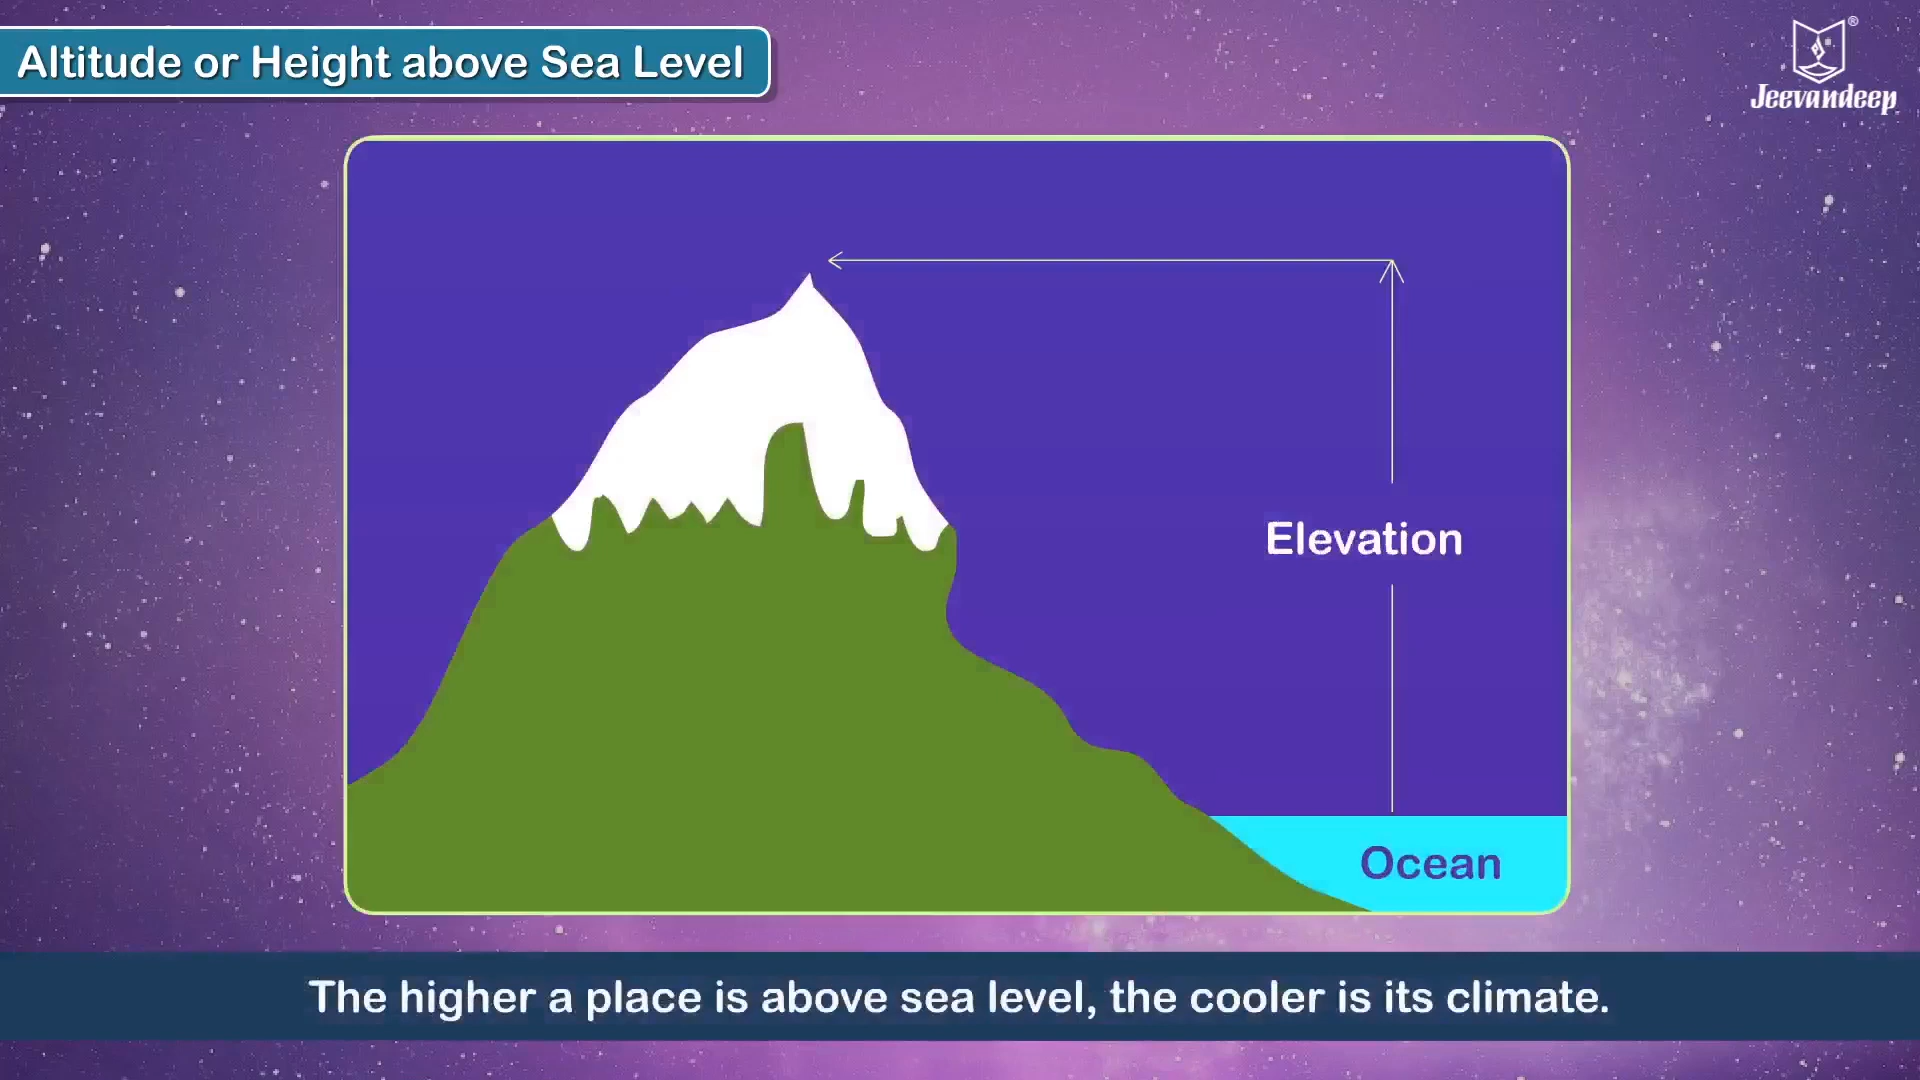 Altitude or Height above Sea Level
®
Jeevandeep
Elevation
Ocean
The higher a place is above sea level, the cooler is its climate.